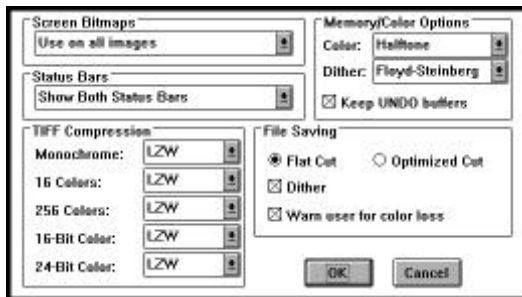 Screen Bitmaps
Use on all images
Status Bars
Show Both Status Bars
Memory/Color Options
Color: Halftone
Dither: Floyd-Steinberg
Keep UNDO buffers
TIFF Compression
Monochrome: LZW
16 Colors: LZW
256 Colors: LZW
16-Bit Color: LZW
24-Bit Color: LZW
File Saving
Flat Cut Optimized Cut
Dither
Warn user for color loss
OK Cancel